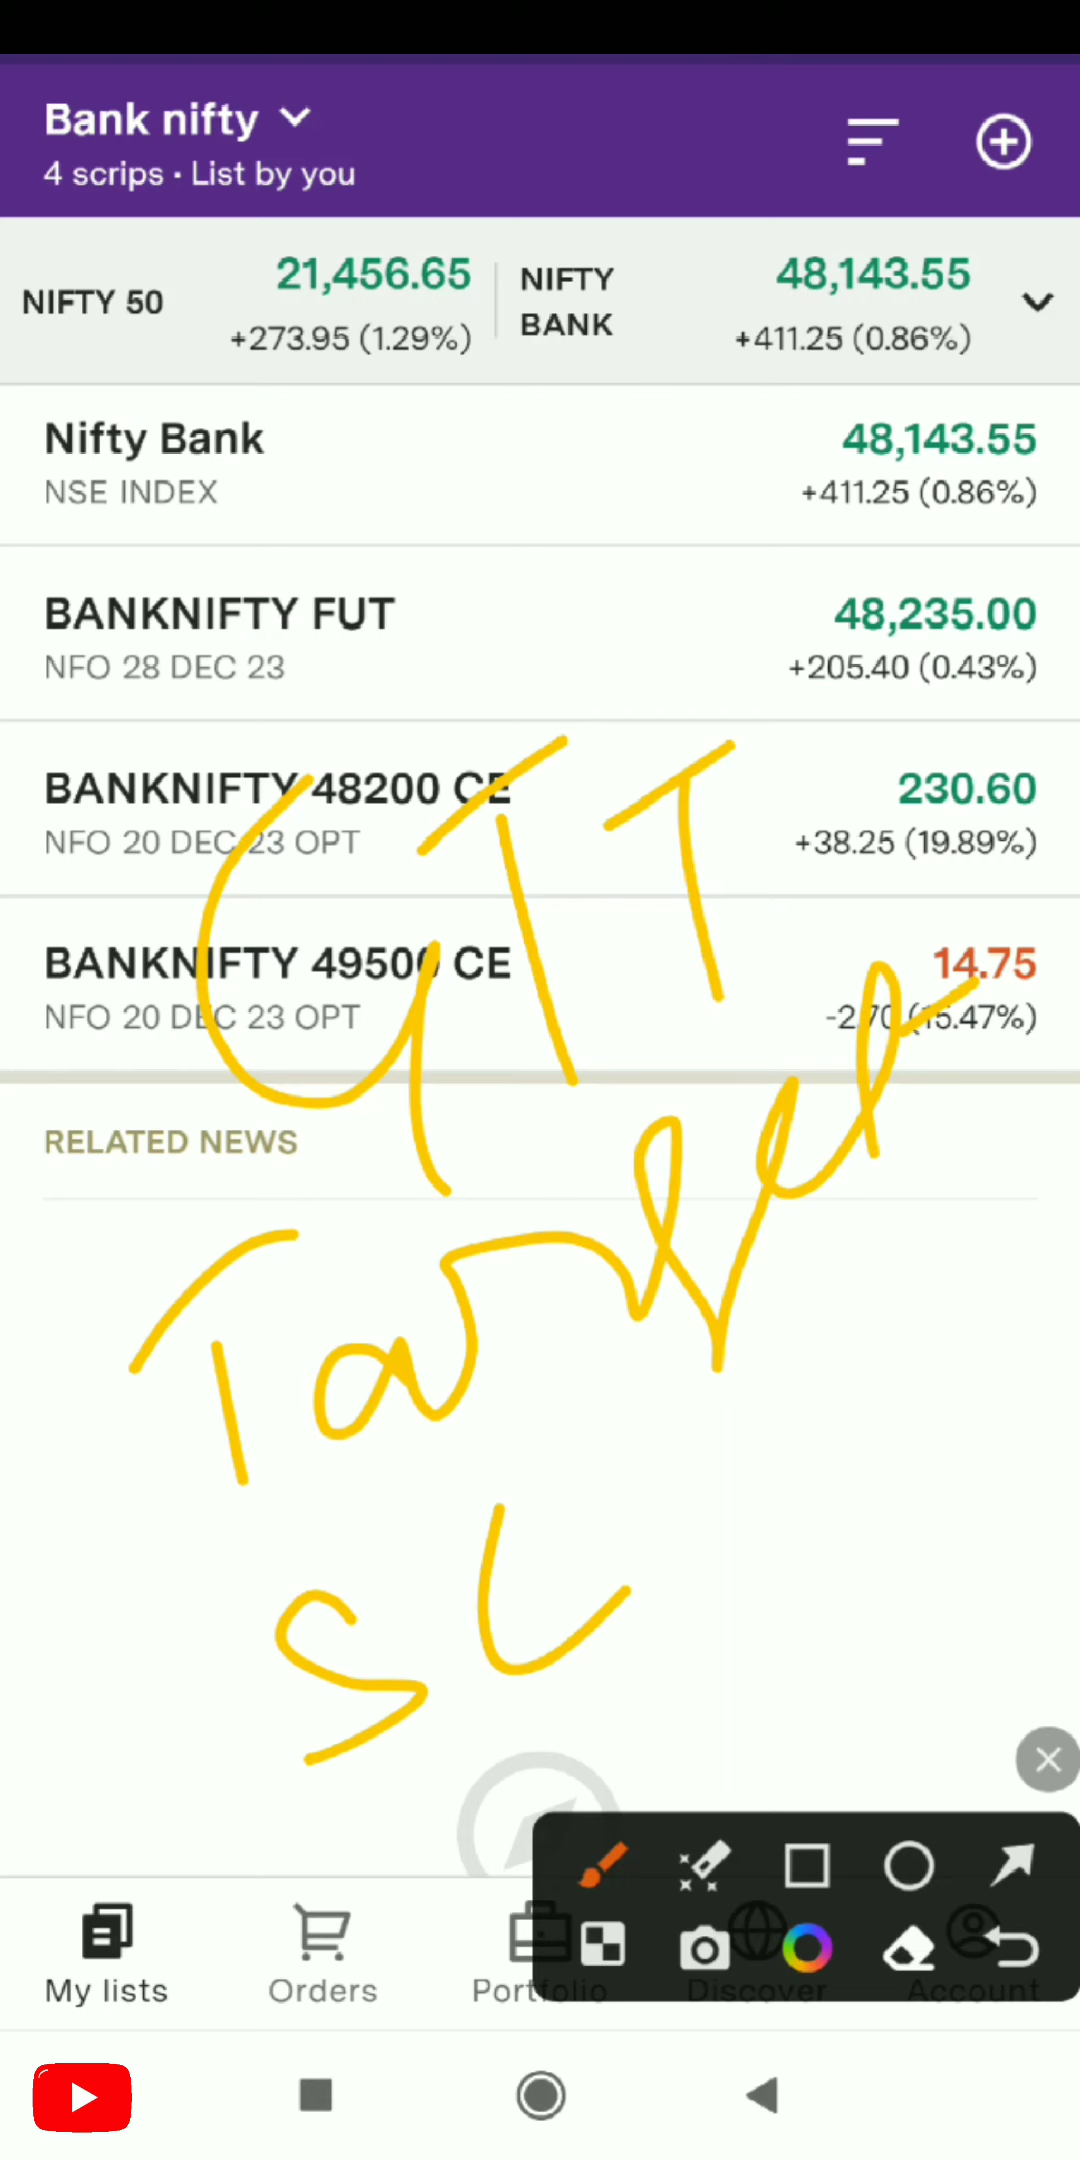 Bank nifty
4 scrips • List by you
NIFTY 50 21,456.65 +273.95 (1.29%)
NIFTY BANK 48,143.55 +411.25 (0.86%)
Nifty Bank 48,143.55
NSE INDEX +411.25 (0.86%)
BANKNIFTY FUT 48,235.00
NFO 28 DEC 23 +205.40 (0.43%)
BANKNIFTY 48200 CE 230.60
NFO 20 DEC 23 OPT +38.25 (19.89%)
BANKNIFTY 49500 CE 14.75
NFO 20 DEC 23 OPT -2.70 (15.47%)
GTT
RELATED NEWS
Target
SL
My lists Orders Portfolio Discover Account